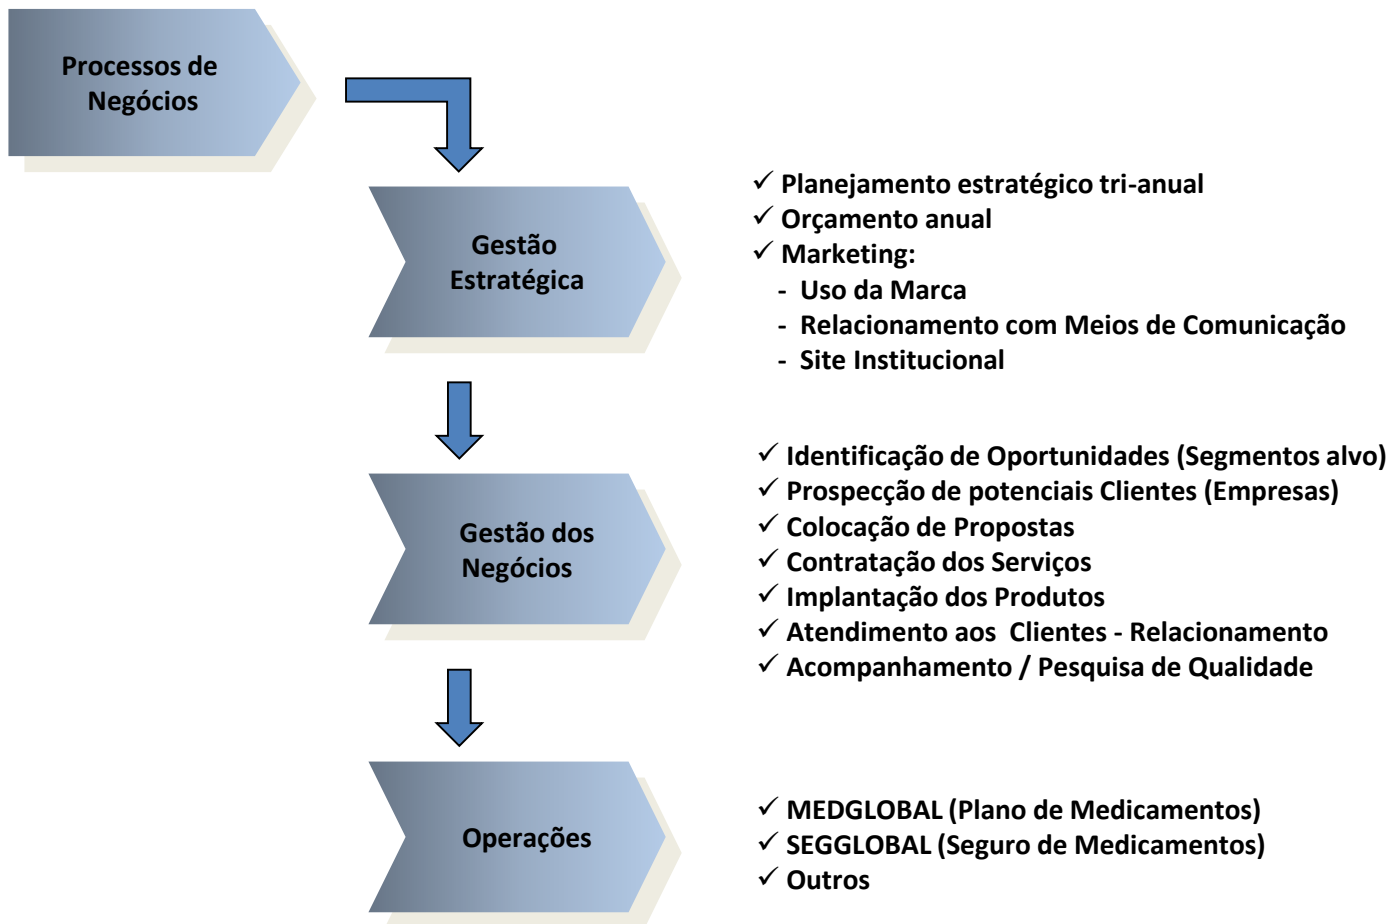 Processos de
Negócios
Gestão
Estratégica
✓ Planejamento estratégico tri-anual
✓ Orçamento anual
✓ Marketing:
- Uso da Marca
- Relacionamento com Meios de Comunicação
- Site Institucional
Gestão dos
Negócios
✓ Identificação de Oportunidades (Segmentos alvo)
✓ Prospecção de potenciais Clientes (Empresas)
✓ Colocação de Propostas
✓ Contratação dos Serviços
✓ Implantação dos Produtos
✓ Atendimento aos Clientes - Relacionamento
✓ Acompanhamento / Pesquisa de Qualidade
Operações
✓ MEDGLOBAL (Plano de Medicamentos)
✓ SEGGLOBAL (Seguro de Medicamentos)
✓ Outros